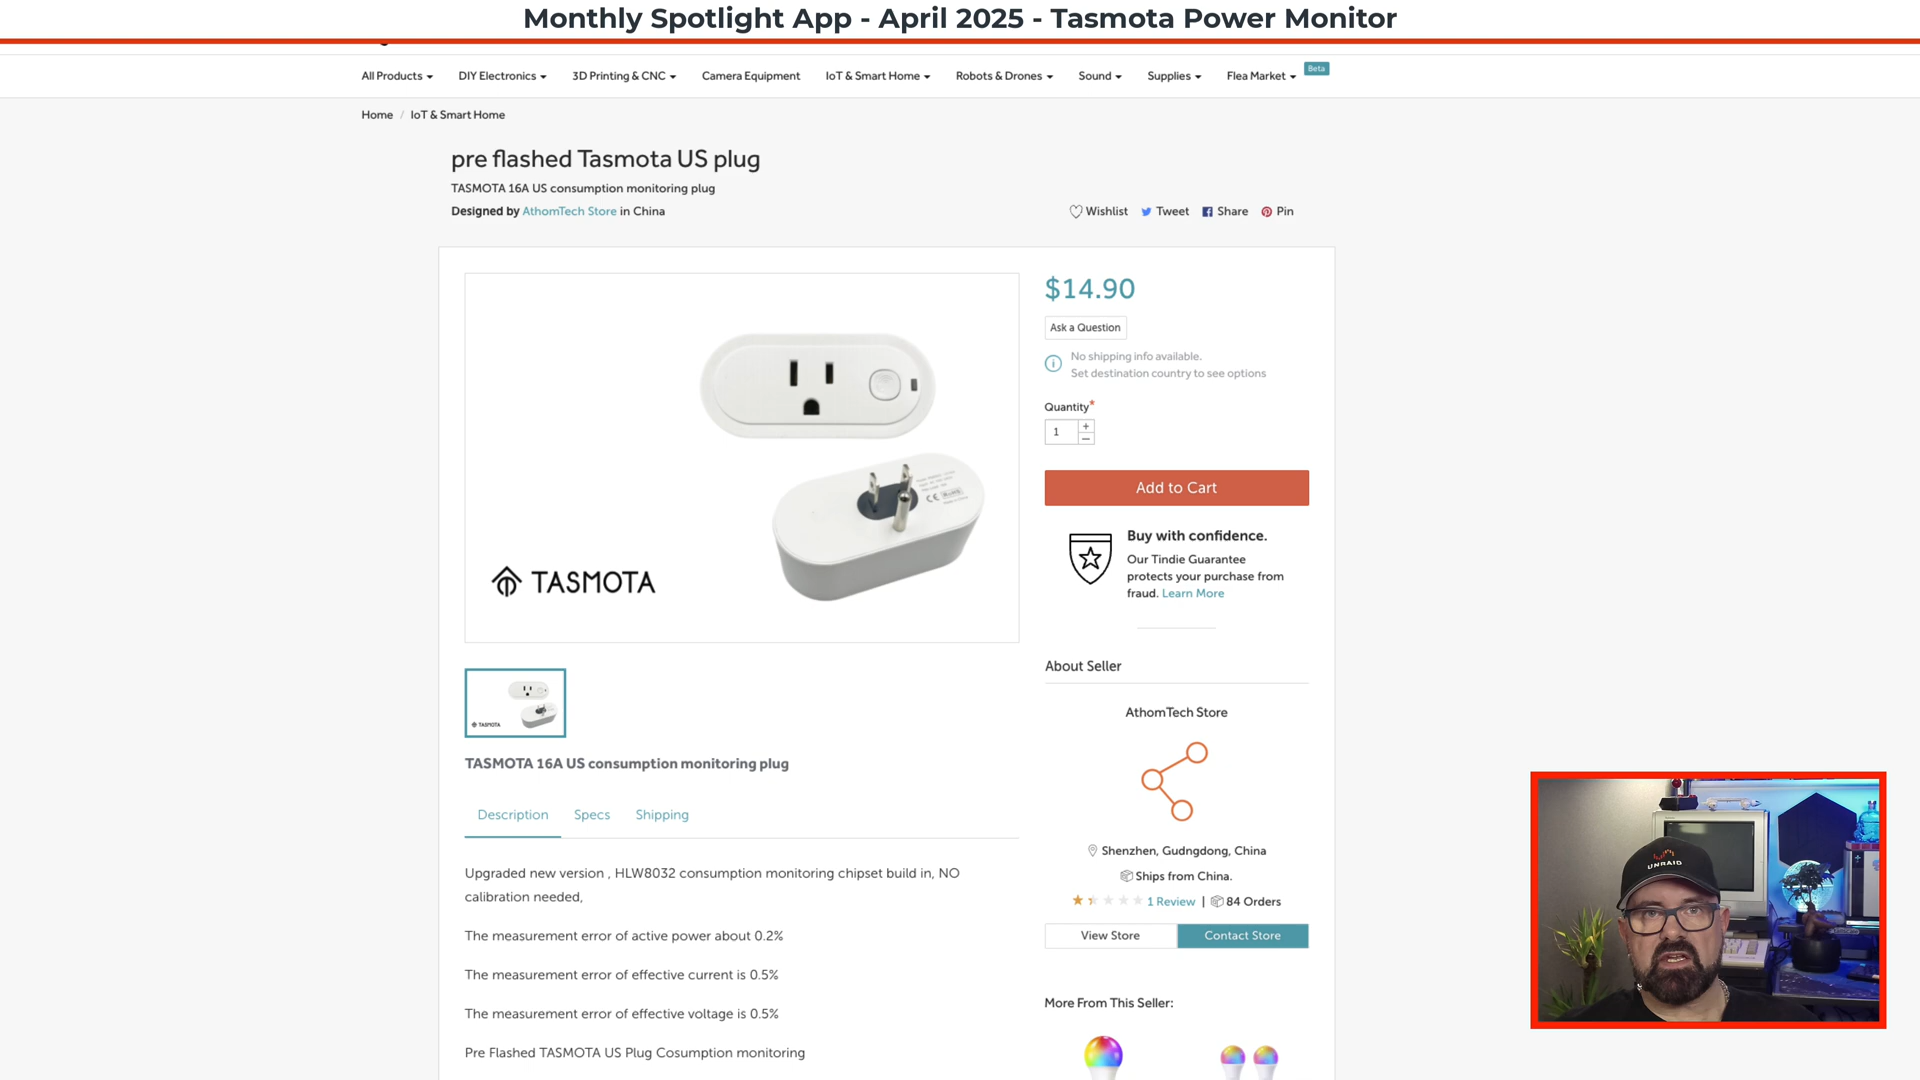 Monthly Spotlight App - April 2025 - Tasmota Power Monitor
All Products
DIY Electronics
3D Printing & CNC
Camera Equipment
IoT & Smart Home
Robots & Drones
Sound
Supplies
Flea Market
Beta
Home / IoT & Smart Home
pre flashed Tasmota US plug
TASMOTA 16A US consumption monitoring plug
Designed by AthomTech Store in China
Wishlist
Tweet
Share
Pin
TASMOTA
CE
TASMOTA
$14.90
Ask a Question
No shipping info available.
Set destination country to see options
Quantity*
1
+
−
Add to Cart
Buy with confidence.
Our Tindie Guarantee
protects your purchase from
fraud. Learn More
TASMOTA 16A US consumption monitoring plug
Description
Specs
Shipping
Upgraded new version , HLW8032 consumption monitoring chipset build in, NO
calibration needed,
The measurement error of active power about 0.2%
The measurement error of effective current is 0.5%
The measurement error of effective voltage is 0.5%
Pre Flashed TASMOTA US Plug Cosumption monitoring
About Seller
AthomTech Store
Shenzhen, Gudngdong, China
Ships from China.
1 Review | 84 Orders
View Store
Contact Store
More From This Seller:
UNRAID